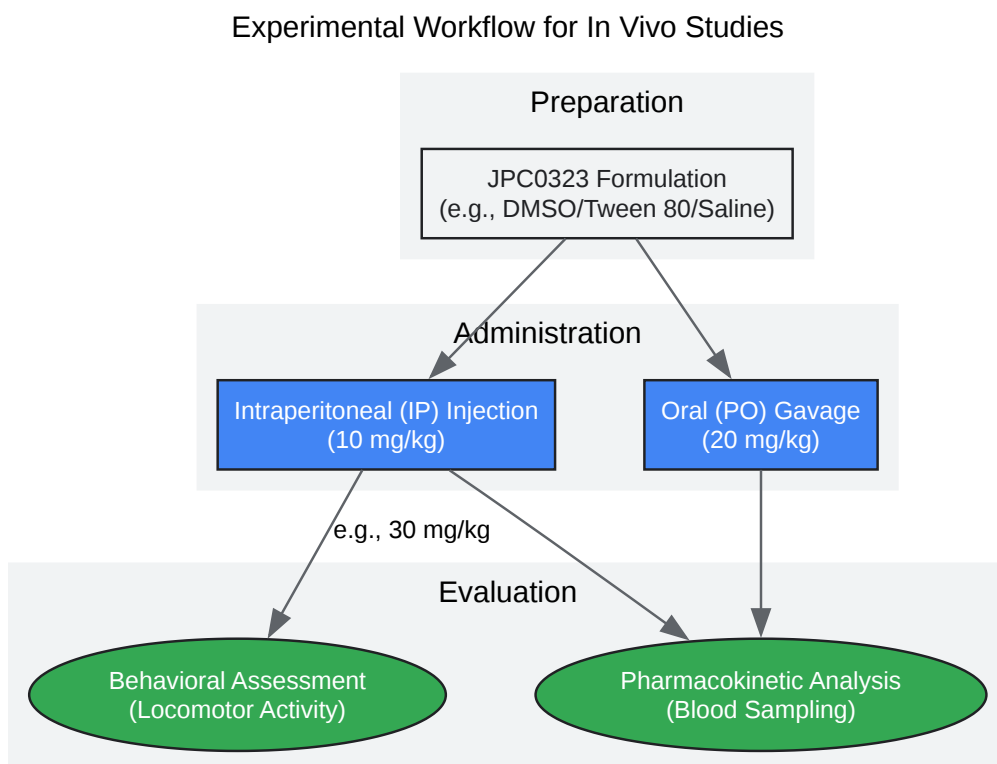 Experimental Workflow for In Vivo Studies
Preparation
JPC0323 Formulation
(e.g., DMSO/Tween 80/Saline)
Administration
Intraperitoneal (IP) Injection
(10 mg/kg)
Oral (PO) Gavage
(20 mg/kg)
e.g., 30 mg/kg
Evaluation
Behavioral Assessment
(Locomotor Activity)
Pharmacokinetic Analysis
(Blood Sampling)